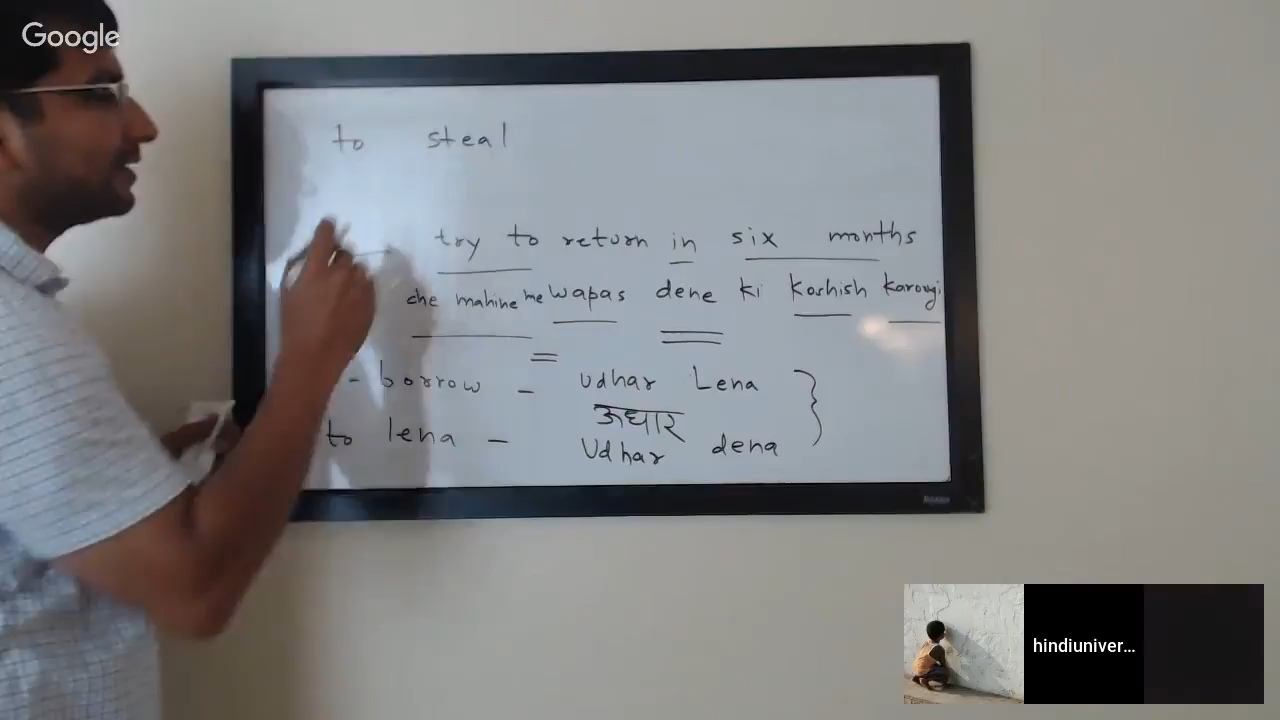 Google
to steal
try to return in six months
che mahine me wapas dene ki koshish karongi
- borrow - Udhar Lena
ऊधार
to lena - Udhar dena
hindiuniver...